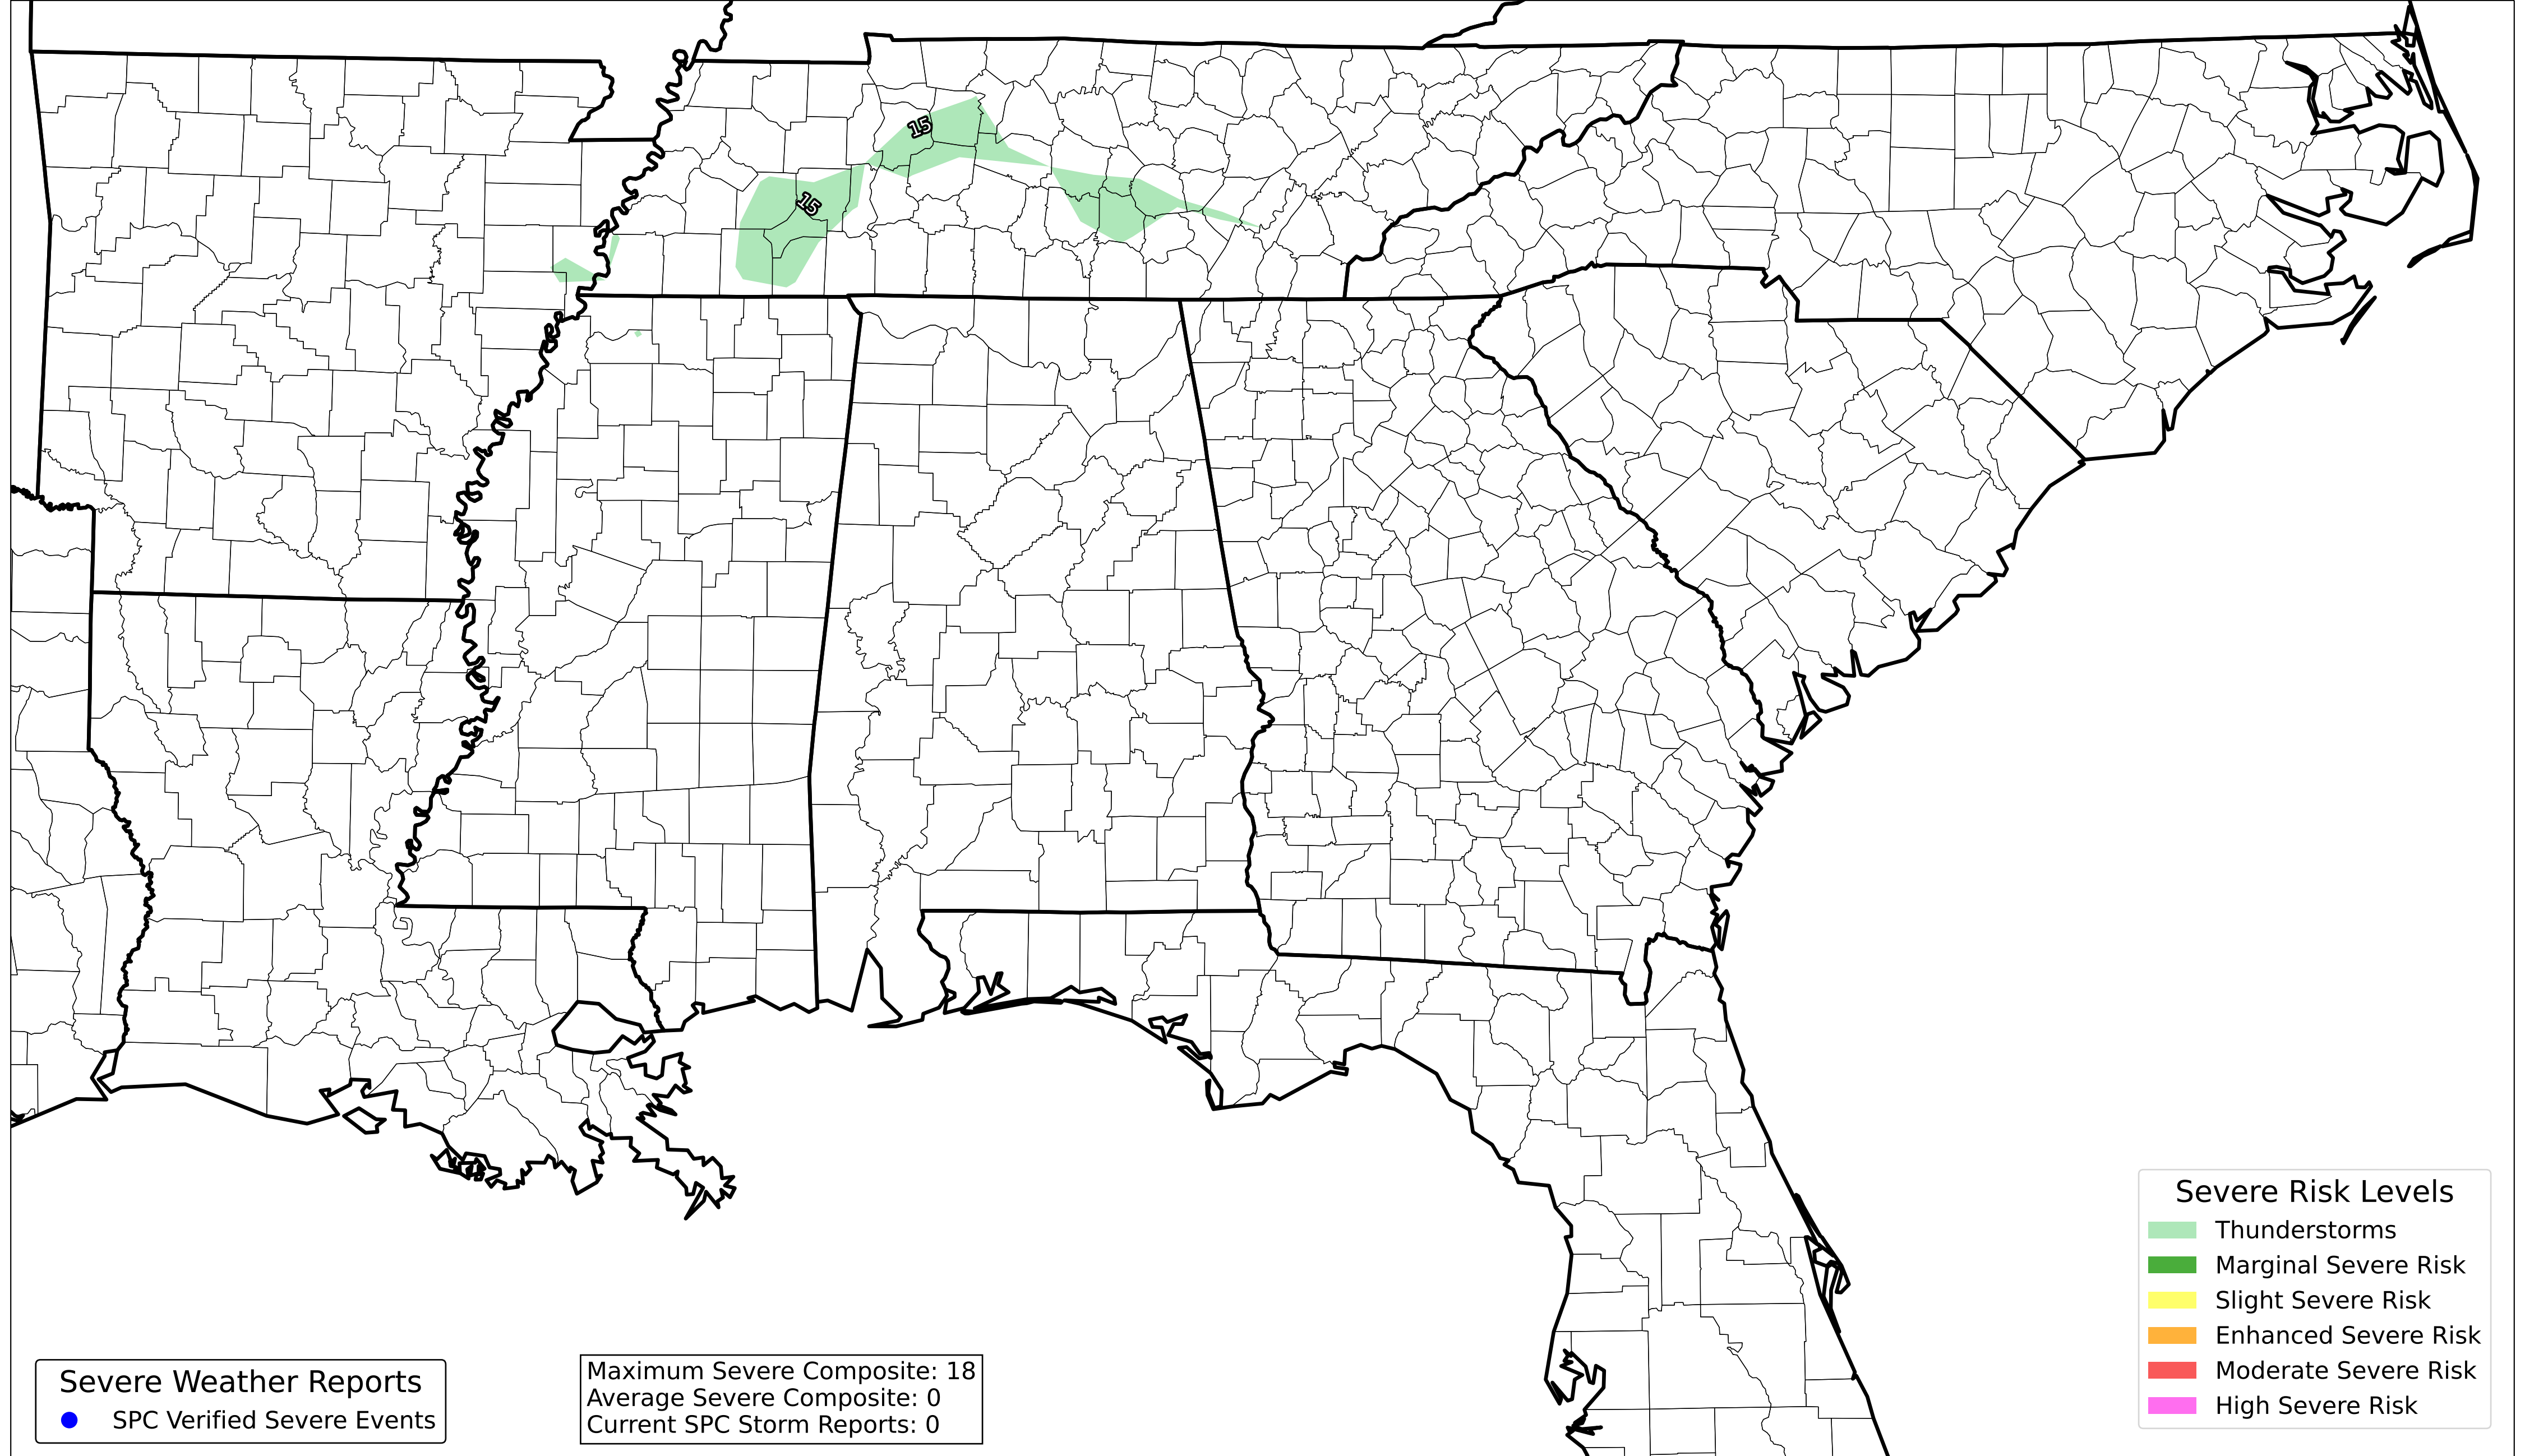 15
15
Severe Weather Reports
SPC Verified Severe Events
Maximum Severe Composite: 18
Average Severe Composite: 0
Current SPC Storm Reports: 0
Severe Risk Levels
Thunderstorms
Marginal Severe Risk
Slight Severe Risk
Enhanced Severe Risk
Moderate Severe Risk
High Severe Risk